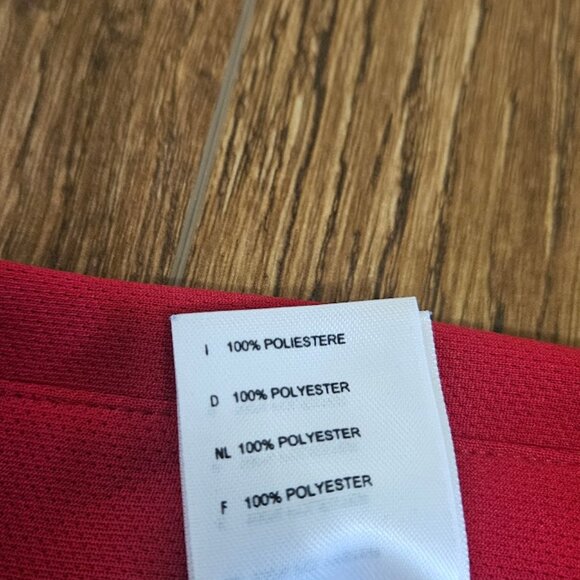 I 100% POLIESTERE
D 100% POLYESTER
NL 100% POLYESTER
F 100% POLYESTER